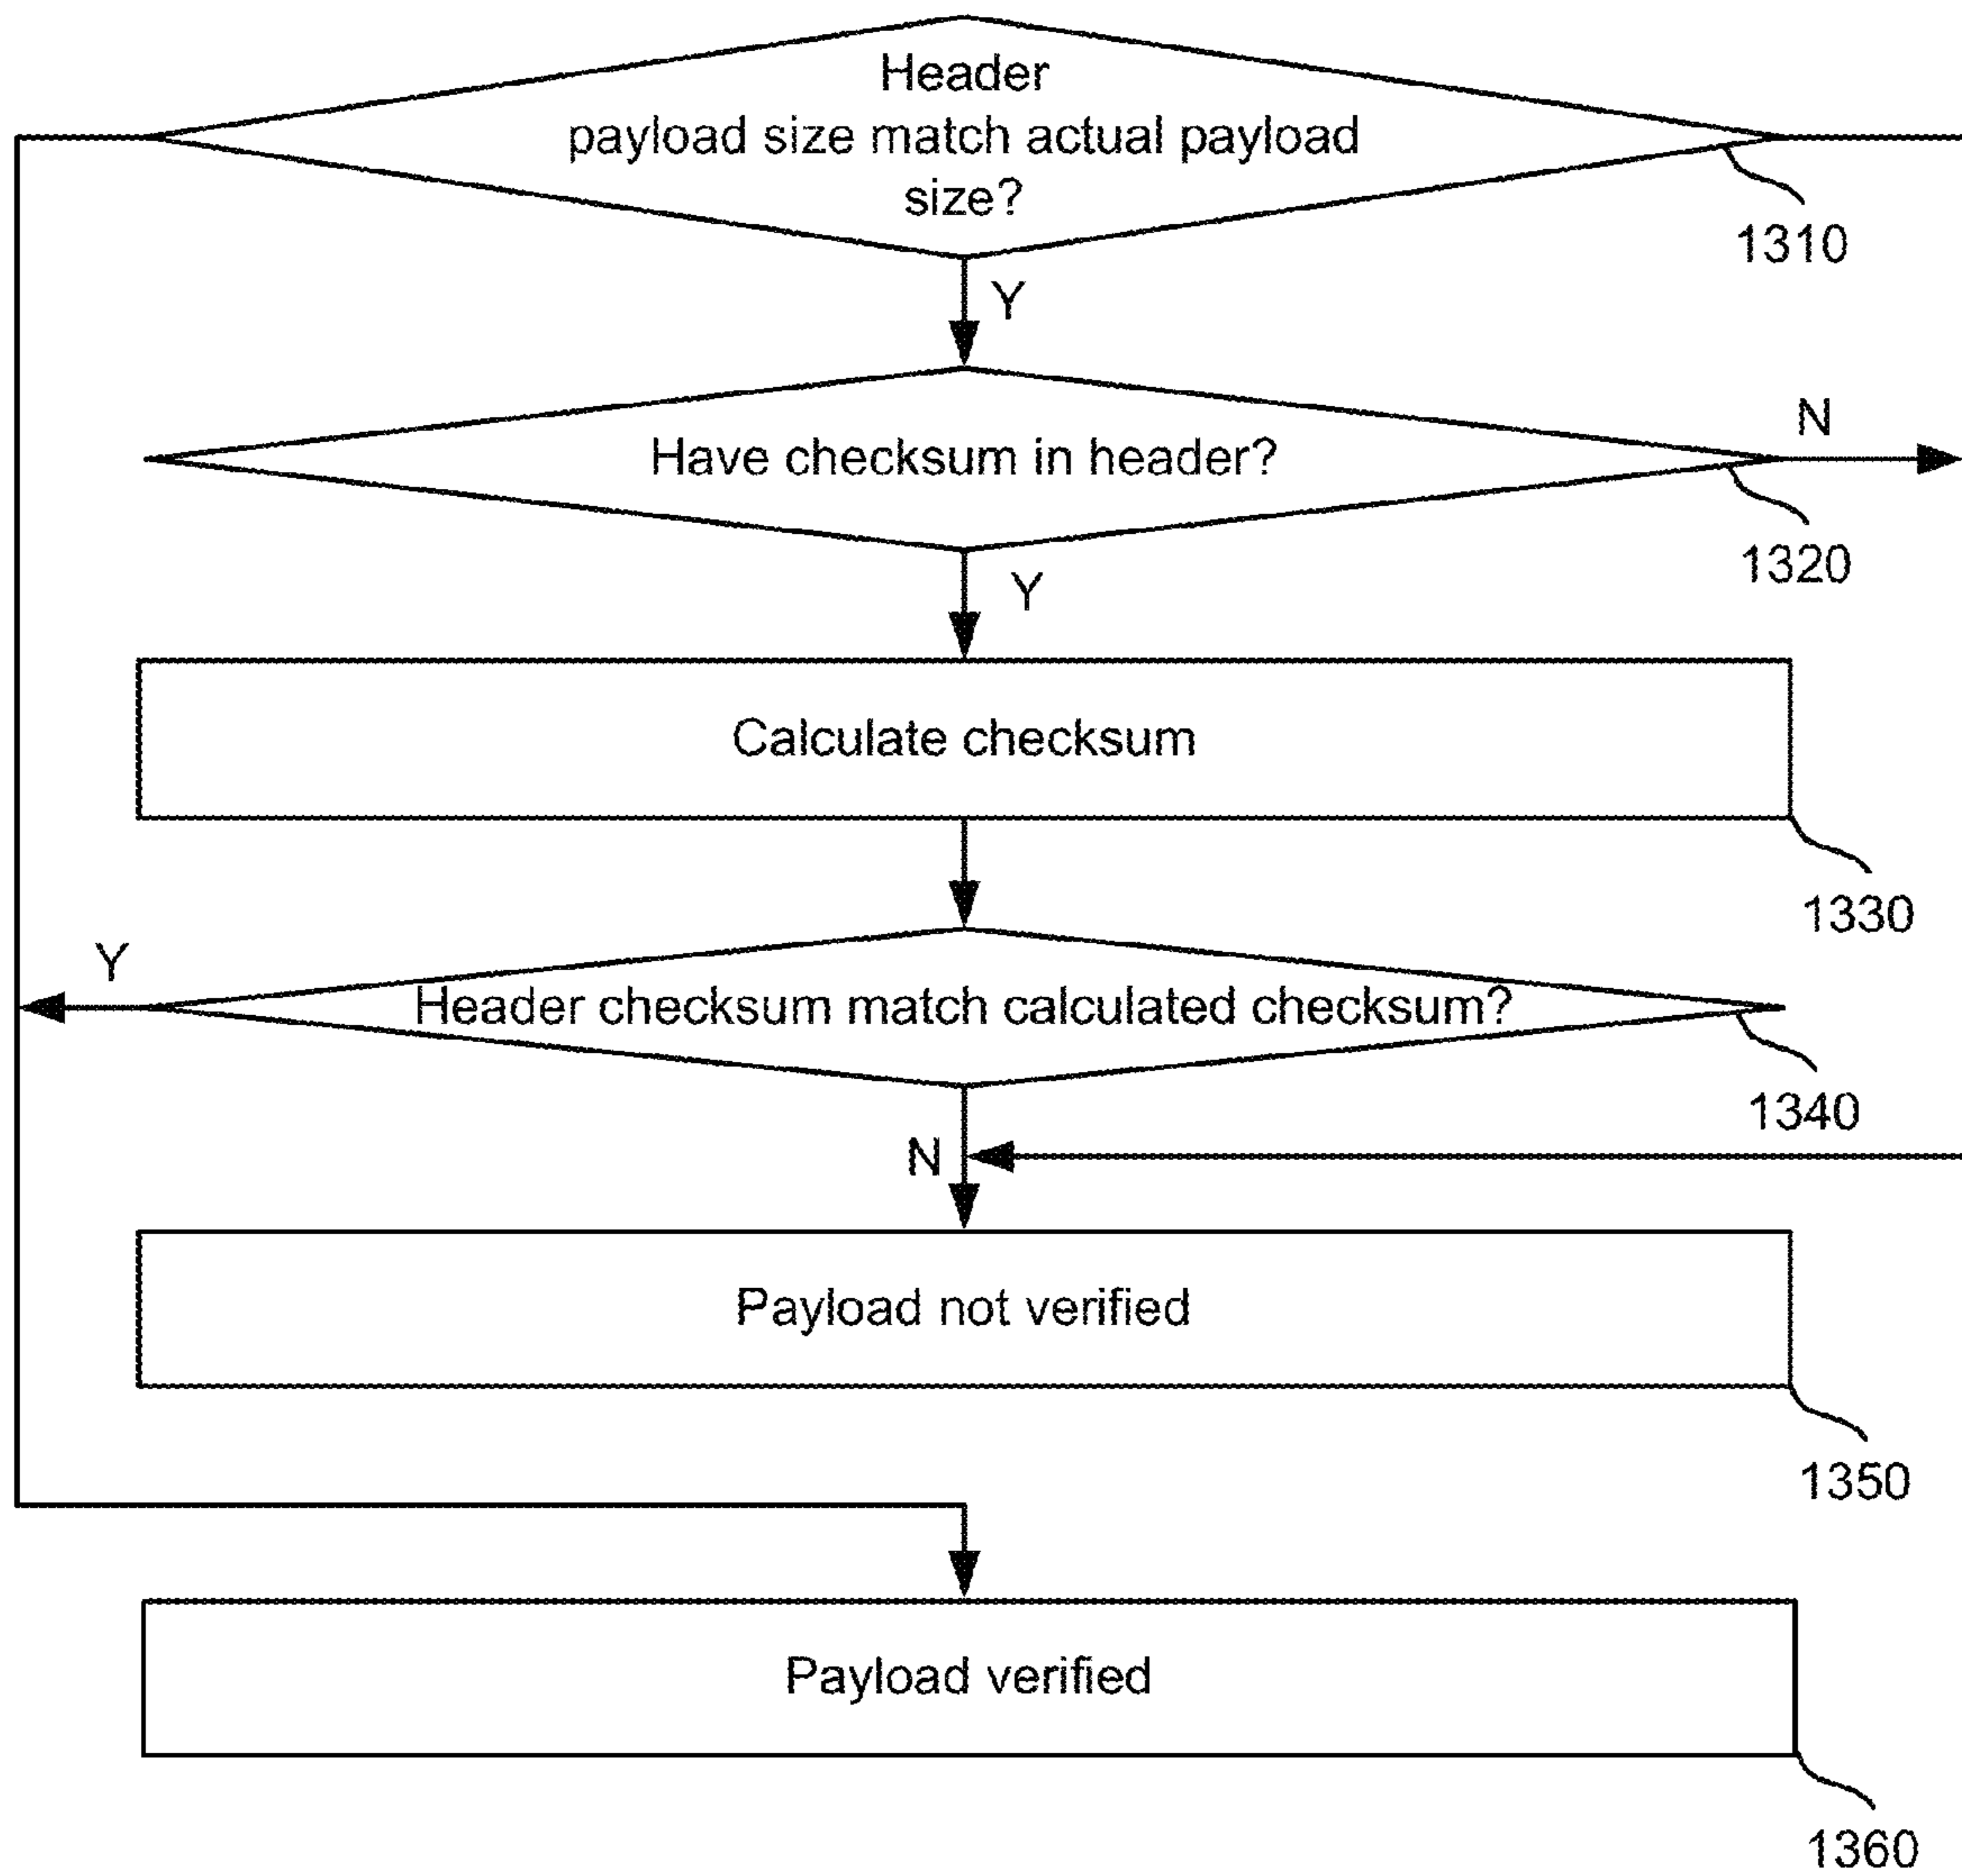 Header
payload size match actual payload
size?
1310
Y
N
Have checksum in header?
1320
Y
Calculate checksum
1330
Y
Header checksum match calculated checksum?
1340
N
Payload not verified
1350
Payload verified
1360